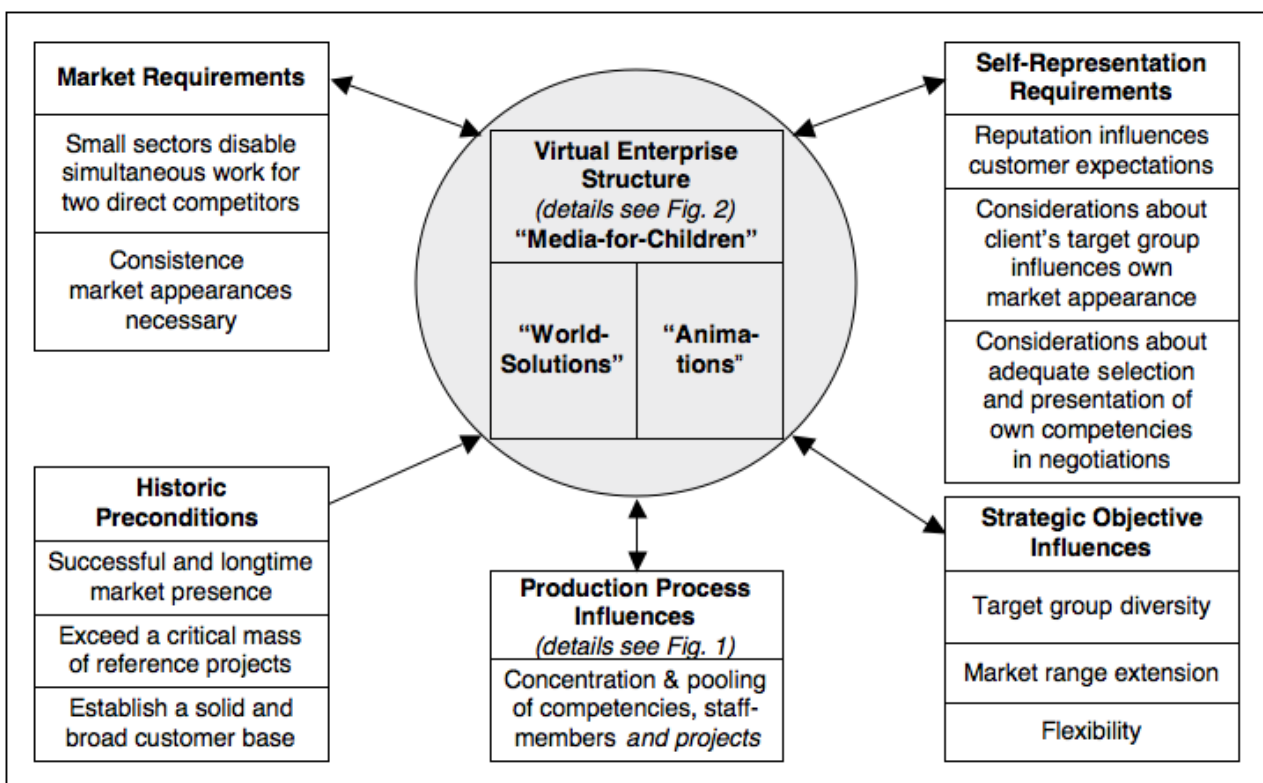 Market Requirements
Small sectors disable
simultaneous work for
two direct competitors
Consistence
market appearances
necessary
Historic
Preconditions
Successful and longtime
market presence
Exceed a critical mass
of reference projects
Establish a solid and
broad customer base
Virtual Enterprise
Structure
(details see Fig. 2)
“Media-for-Children”
“World-
Solutions”
“Anima-
tions”
Production Process
Influences
(details see Fig. 1)
Concentration & pooling
of competencies, staff-
members and projects
Self-Representation
Requirements
Reputation influences
customer expectations
Considerations about
client’s target group
influences own
market appearance
Considerations about
adequate selection
and presentation of
own competencies
in negotiations
Strategic Objective
Influences
Target group diversity
Market range extension
Flexibility